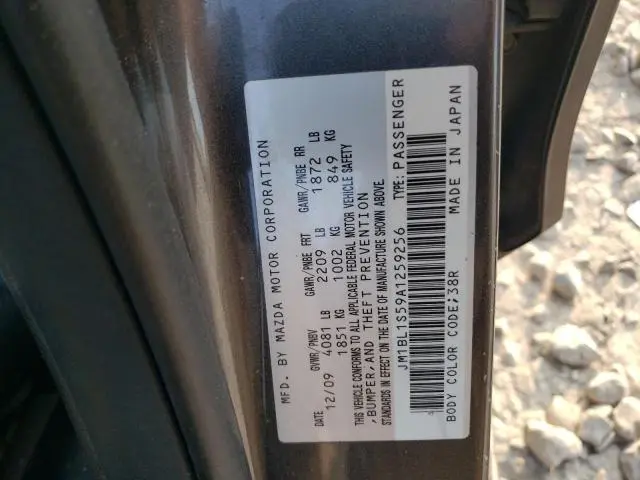 MFD. BY MAZDA MOTOR CORPORATION
DATE GVWR/PNBV GAWR/PNBE FRT GAWR/PNBE RR
12/09 4081 LB 2209 LB 1872 LB
1851 KG 1002 KG 849 KG
THIS VEHICLE CONFORMS TO ALL APPLICABLE FEDERAL MOTOR VEHICLE SAFETY
,BUMPER,AND THEFT PREVENTION
STANDARDS IN EFFECT ON THE DATE OF MANUFACTURE SHOWN ABOVE
JM1BL1S59A1259256 TYPE: PASSENGER
BODY COLOR CODE;38R MADE IN JAPAN